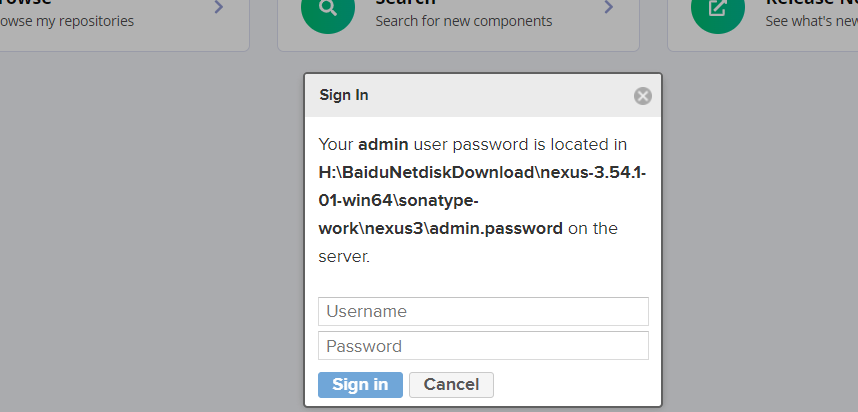 owse my repositories
Search
Search for new components
See what's new
Sign In
Your admin user password is located in
H:\BaiduNetdiskDownload\nexus-3.54.1-
01-win64\sonatype-
work\nexus3\admin.password on the
server.
Username
Password
Sign in Cancel